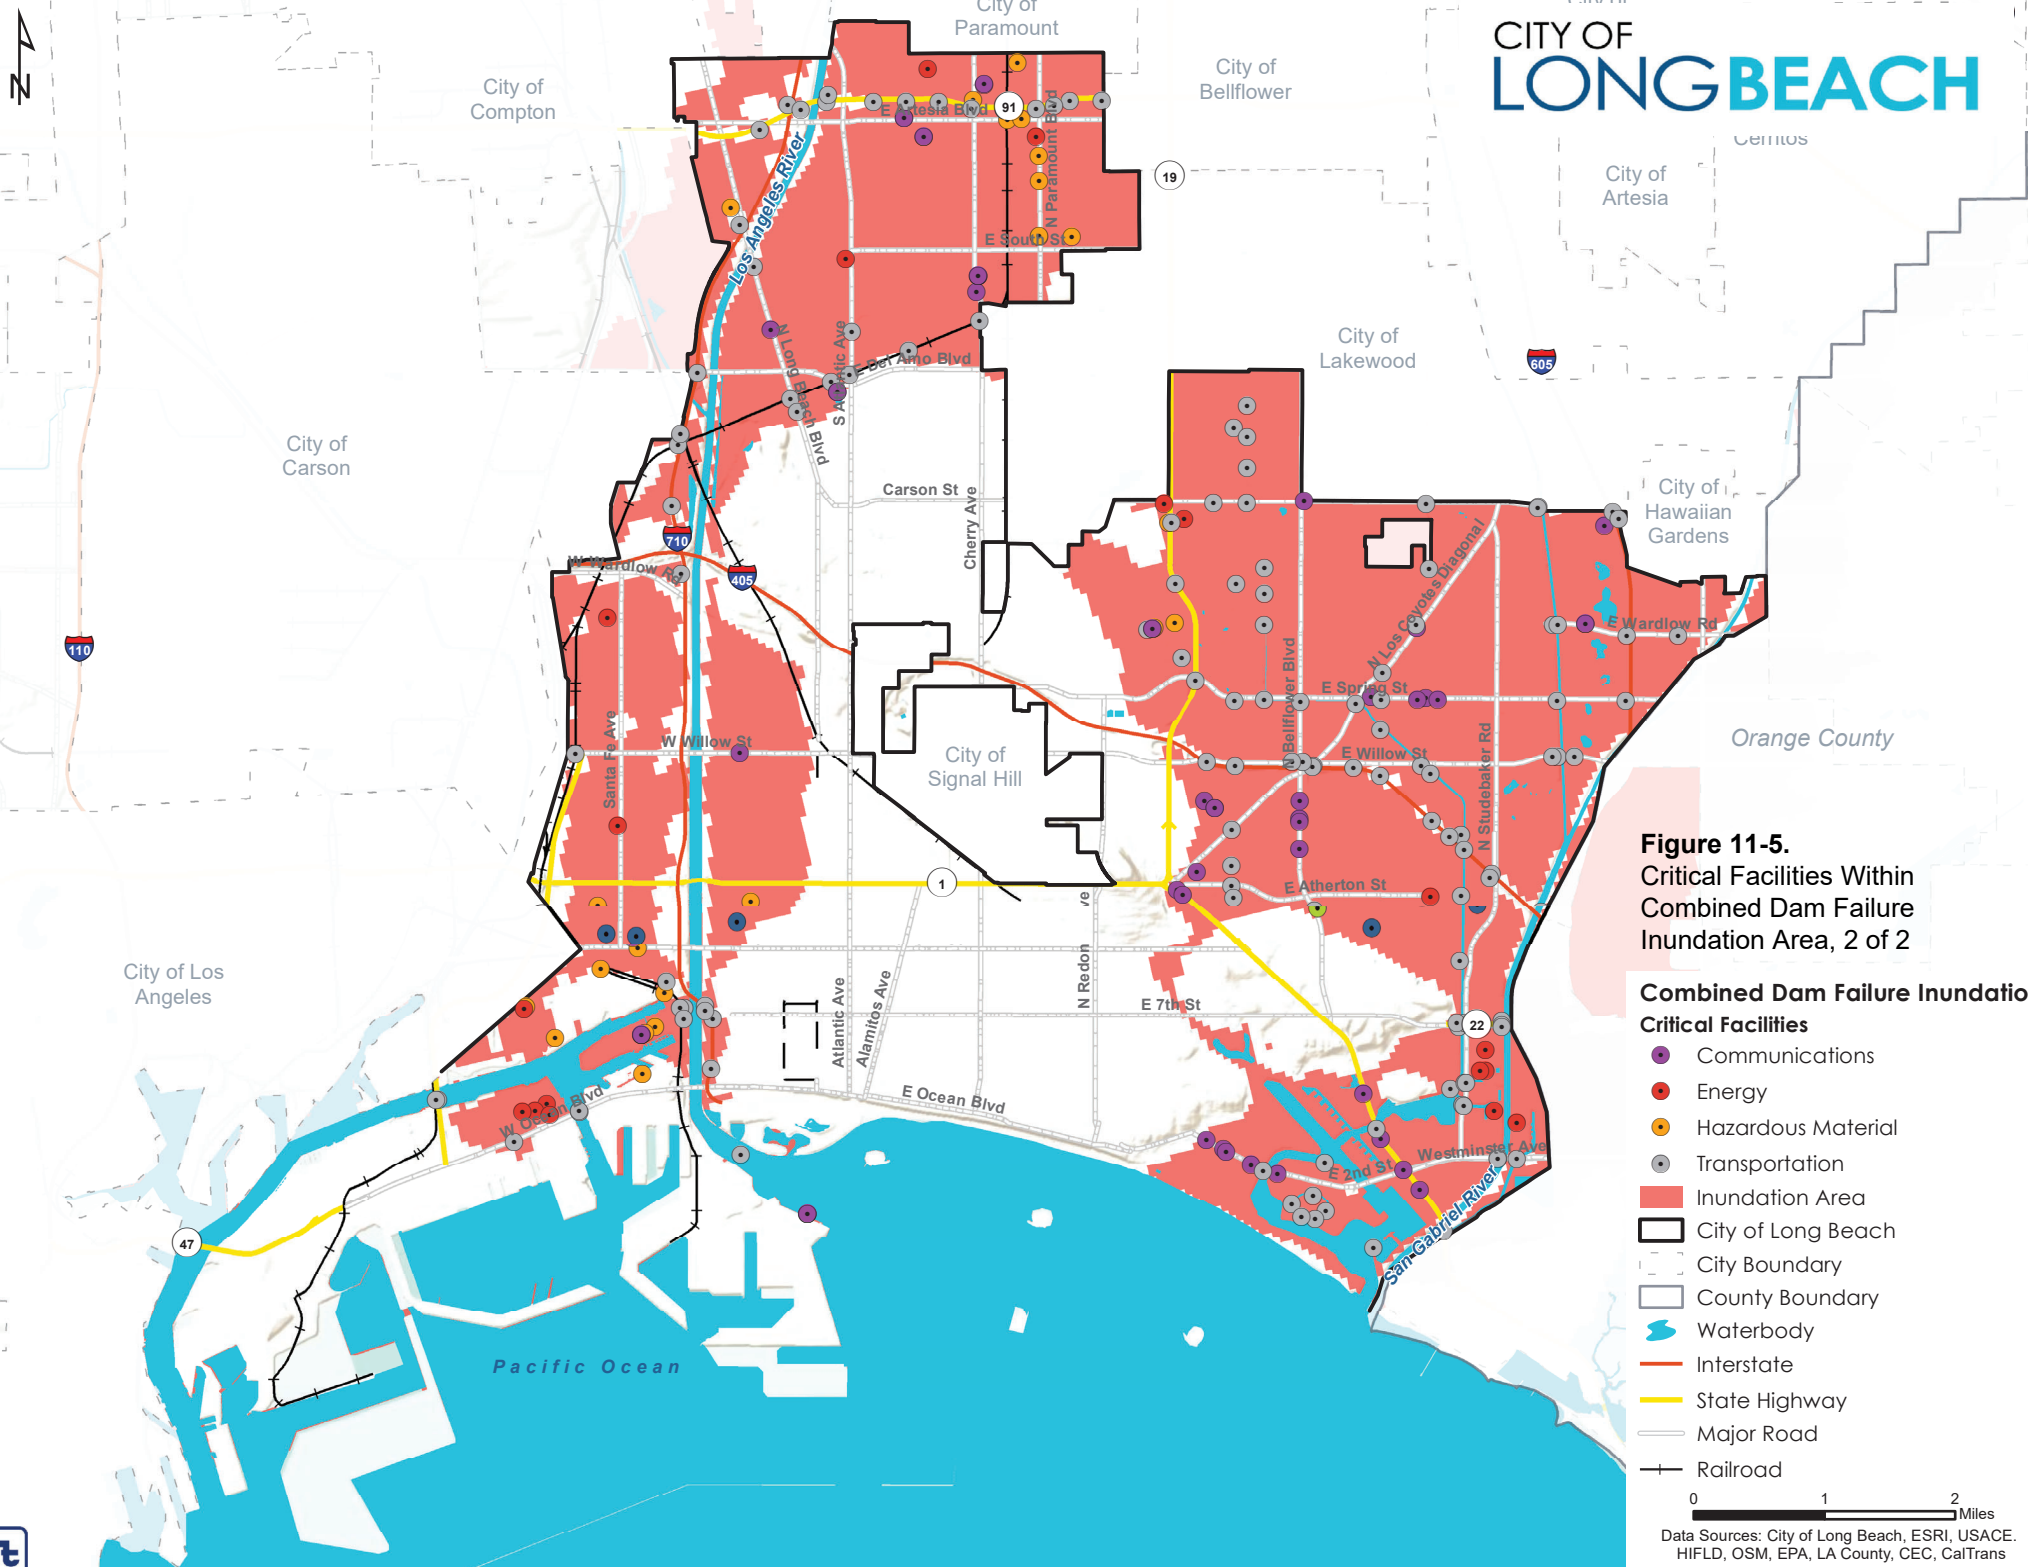 City of
Paramount
CITY OF
LONGBEACH
City of
Compton
City of
Bellflower
Cerritos
City of
Artesia
N
91
E Artesia Blvd
N Paramount Blvd
19
Los Angeles River
E South St
N Long Beach Blvd
S Atlantic Ave
E Del Amo Blvd
City of
Lakewood
605
City of
Carson
Carson St
Cherry Ave
City of
Hawaiian
Gardens
710
W Wardlow Rd
405
N Los Coyotes Diagonal
E Wardlow Rd
110
N Bellflower Blvd
E Spring St
Santa Fe Ave
W Willow St
City of
Signal Hill
E Willow St
N Studebaker Rd
Orange County
1
E Atherton St
City of Los
Angeles
Atlantic Ave
Alamitos Ave
N Redon
ve
E 7th St
22
W Ocean Blvd
E Ocean Blvd
E 2nd St
Westminster Ave
San Gabriel River
47
Pacific Ocean
Figure 11-5.
Critical Facilities Within
Combined Dam Failure
Inundation Area, 2 of 2
Combined Dam Failure Inundatio
Critical Facilities
Communications
Energy
Hazardous Material
Transportation
Inundation Area
City of Long Beach
City Boundary
County Boundary
Waterbody
Interstate
State Highway
Major Road
Railroad
0 1 2
Miles
Data Sources: City of Long Beach, ESRI, USACE.
HIFLD, OSM, EPA, LA County, CEC, CalTrans
t